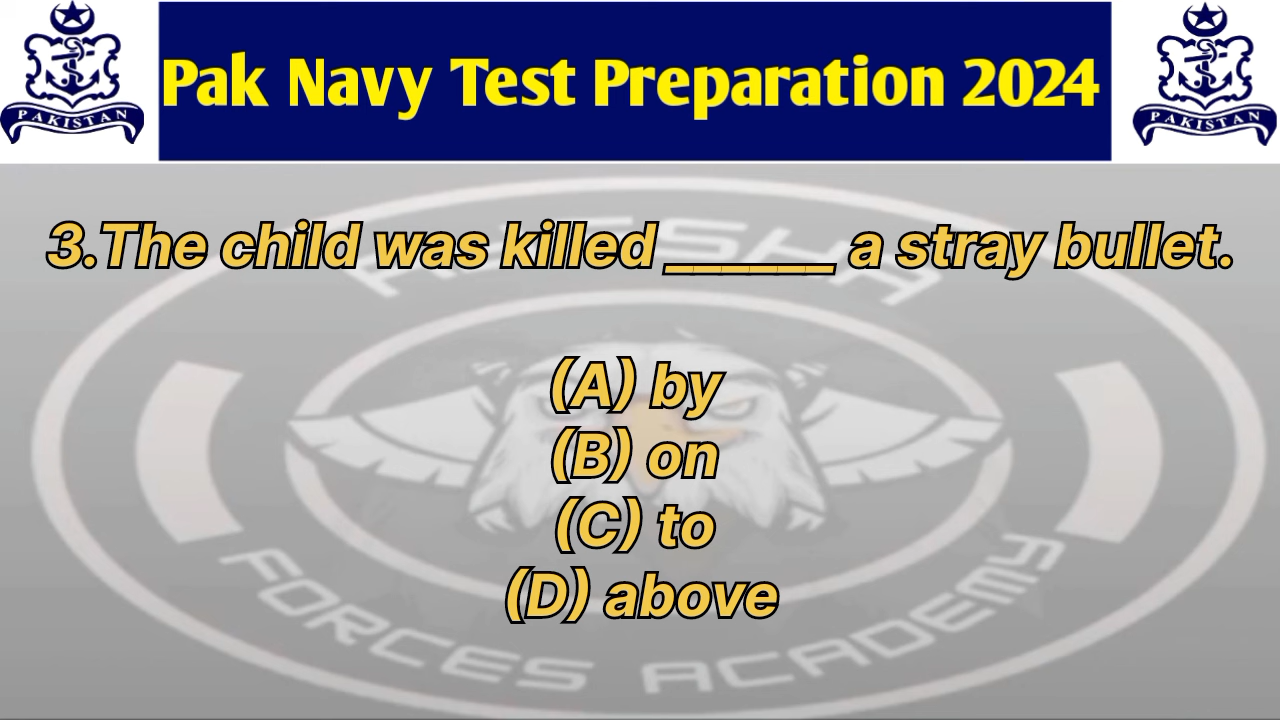 PAKISTAN
Pak Navy Test Preparation 2024
PAKISTAN
3.The child was killed ______ a stray bullet.
(A) by
(B) on
(C) to
(D) above
FORCES ACADEMY